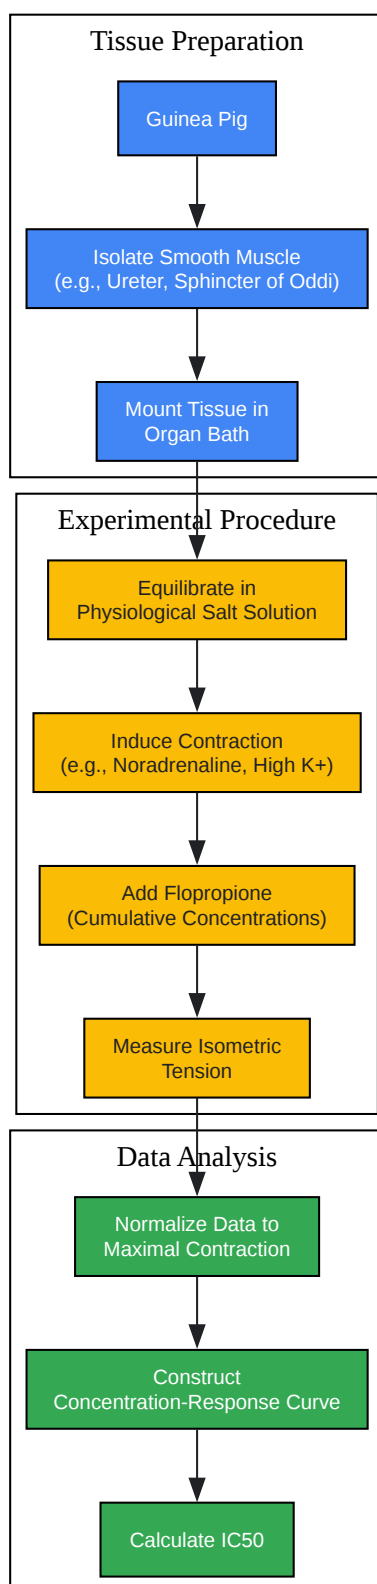 Tissue Preparation
Guinea Pig
Isolate Smooth Muscle
(e.g., Ureter, Sphincter of Oddi)
Mount Tissue in
Organ Bath
Experimental Procedure
Equilibrate in
Physiological Salt Solution
Induce Contraction
(e.g., Noradrenaline, High K+)
Add Flopropione
(Cumulative Concentrations)
Measure Isometric
Tension
Data Analysis
Normalize Data to
Maximal Contraction
Construct
Concentration-Response Curve
Calculate IC50